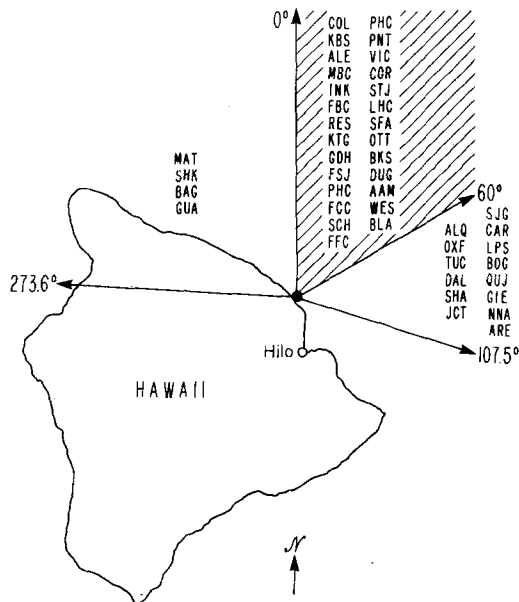 0°
COL PHC
KBS PNT
ALE VIC
MBC COR
INK STJ
FBC LHC
RES SFA
KTG OTT
GDH BKS
FSJ DUG
PHC AAM
FCC WES
SCH BLA
FFC
MAT
SHK
BAG
GUA
60°
SJG
ALQ CAR
OXF LPS
TUC BOG
DAL QUJ
SHA GIE
JCT NNA
ARE
273.6°
107.5°
Hilo
HAWAII
N